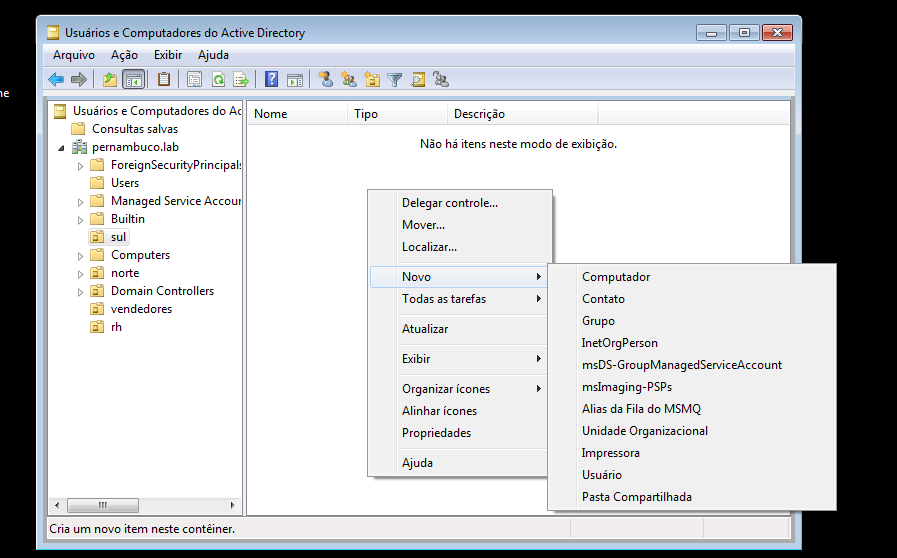 Usuários e Computadores do Active Directory
Arquivo Ação Exibir Ajuda
ne
Usuários e Computadores do Ac
Consultas salvas
pernambuco.lab
ForeignSecurityPrincipals
Users
Managed Service Accour
Builtin
sul
Computers
norte
Domain Controllers
vendedores
rh
Nome Tipo Descrição
Não há itens neste modo de exibição.
Delegar controle...
Mover...
Localizar...
Novo
Todas as tarefas
Atualizar
Exibir
Organizar ícones
Alinhar ícones
Propriedades
Ajuda
Computador
Contato
Grupo
InetOrgPerson
msDS-GroupManagedServiceAccount
msImaging-PSPs
Alias da Fila do MSMQ
Unidade Organizacional
Impressora
Usuário
Pasta Compartilhada
Cria um novo item neste contêiner.